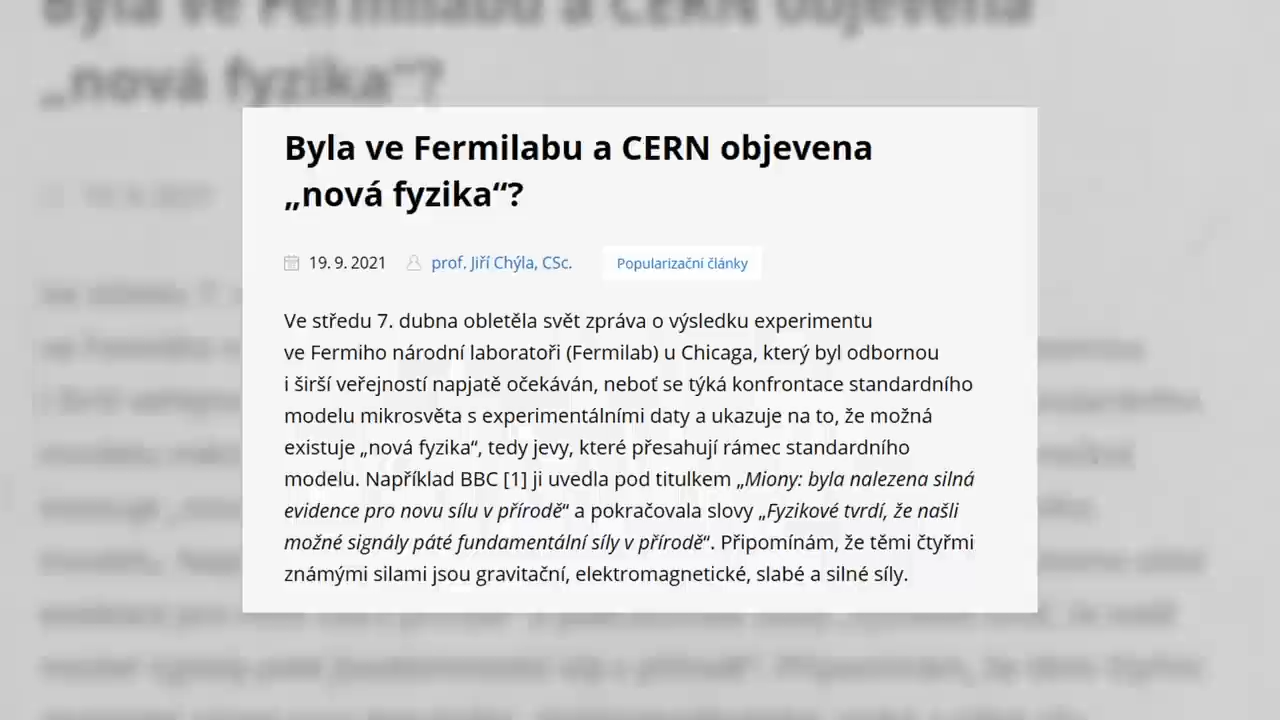 Byla ve Fermilabu a CERN objevena
„nová fyzika“?
19. 9. 2021 prof. Jiří Chýla, CSc. Popularizační články
Ve středu 7. dubna obletěla svět zpráva o výsledku experimentu
ve Fermiho národní laboratoři (Fermilab) u Chicaga, který byl odbornou
i širší veřejností napjatě očekáván, neboť se týká konfrontace standardního
modelu mikrosvěta s experimentálními daty a ukazuje na to, že možná
existuje „nová fyzika“, tedy jevy, které přesahují rámec standardního
modelu. Například BBC [1] ji uvedla pod titulkem „Miony: byla nalezena silná
evidence pro novu sílu v přírodě“ a pokračovala slovy „Fyzikové tvrdí, že našli
možné signály páté fundamentální síly v přírodě“. Připomínám, že těmi čtyřmi
známými silami jsou gravitační, elektromagnetické, slabé a silné síly.